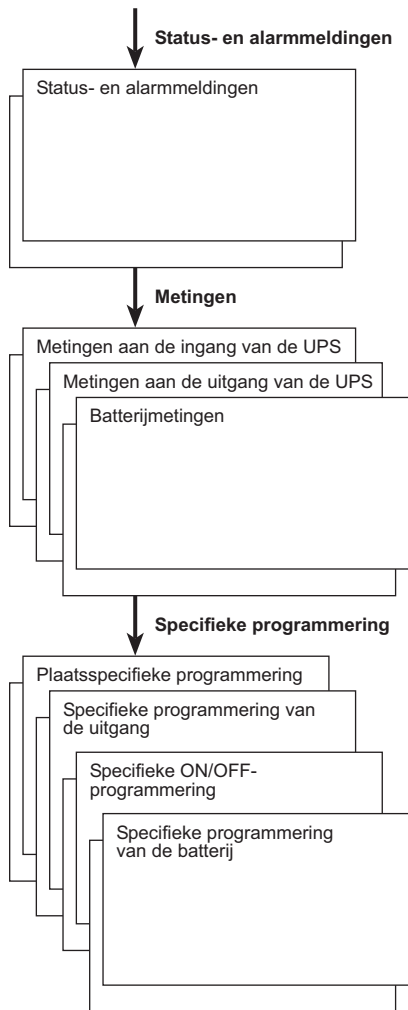 Status- en alarmmeldingen
Status- en alarmmeldingen
Metingen
Metingen aan de ingang van de UPS
Metingen aan de uitgang van de UPS
Batterijmetingen
Specifieke programmering
Plaatsspecifieke programmering
Specifieke programmering van
de uitgang
Specifieke ON/OFF-
programmering
Specifieke programmering
van de batterij